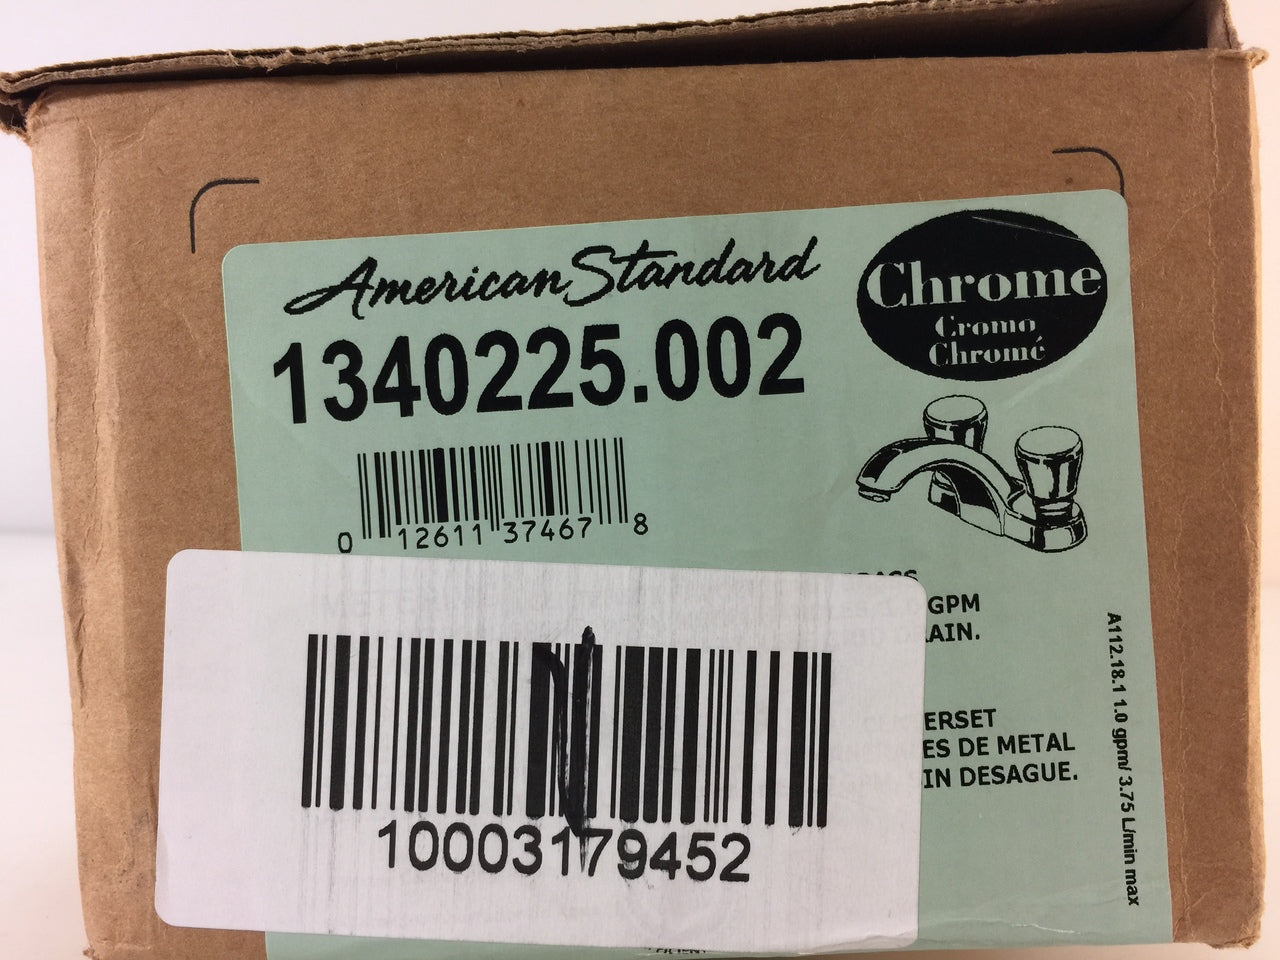 American Standard
1340225.002
Chrome
Cromo
Chromé
0 12611 37467 8
GPM
AIN.
ERSET
ES DE METAL
IN DESAGUE.
A112.18.1 1.0 gpm/ 3.75 L/min max
10003179452